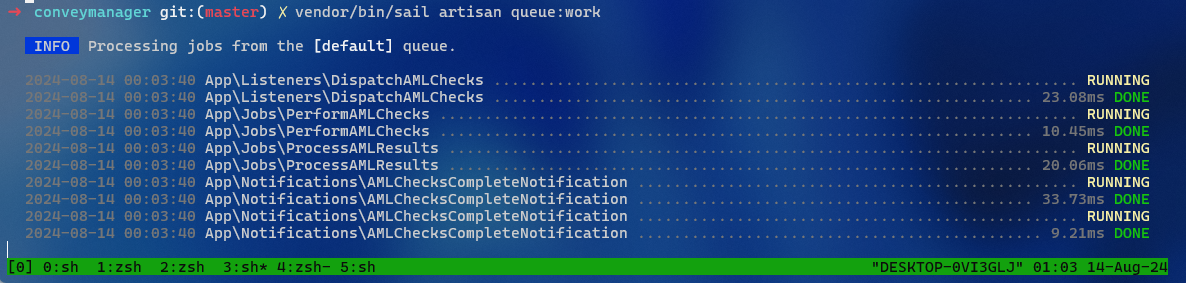 → conveymanager git:(master) ✗ vendor/bin/sail artisan queue:work
INFO Processing jobs from the [default] queue.
2024-08-14 00:03:40 App\Listeners\DispatchAMLChecks ................................................................. RUNNING
2024-08-14 00:03:40 App\Listeners\DispatchAMLChecks ............................................................ 23.08ms DONE
2024-08-14 00:03:40 App\Jobs\PerformAMLChecks ....................................................................... RUNNING
2024-08-14 00:03:40 App\Jobs\PerformAMLChecks .................................................................. 10.45ms DONE
2024-08-14 00:03:40 App\Jobs\ProcessAMLResults ...................................................................... RUNNING
2024-08-14 00:03:40 App\Jobs\ProcessAMLResults ................................................................. 20.06ms DONE
2024-08-14 00:03:40 App\Notifications\AMLChecksCompleteNotification ................................................. RUNNING
2024-08-14 00:03:40 App\Notifications\AMLChecksCompleteNotification ............................................ 33.73ms DONE
2024-08-14 00:03:40 App\Notifications\AMLChecksCompleteNotification ................................................. RUNNING
2024-08-14 00:03:40 App\Notifications\AMLChecksCompleteNotification ............................................. 9.21ms DONE
[0] 0:sh 1:zsh 2:zsh 3:sh* 4:zsh- 5:sh "DESKTOP-0VI3GLJ" 01:03 14-Aug-24